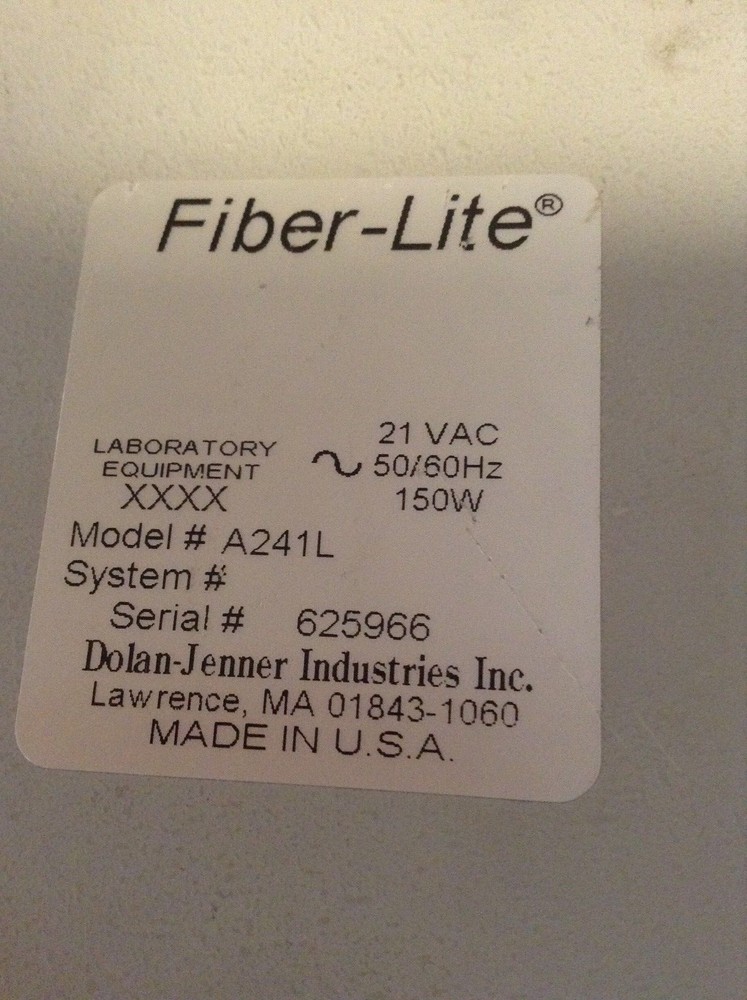 Fiber-Lite®
LABORATORY
EQUIPMENT
XXXX
21 VAC
50/60Hz
150W
Model # A241L
System #
Serial # 625966
Dolan-Jenner Industries Inc.
Lawrence, MA 01843-1060
MADE IN U.S.A.